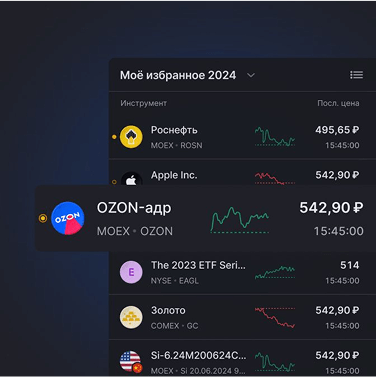 Моё избранное 2024
Инструмент Посл. цена
Роснефть 495,65 ₽
MOEX • ROSN 15:45:00
Apple Inc. 542,90 ₽
OZON
OZON-адр 542,90 ₽
MOEX • OZON 15:45:00
E
The 2023 ETF Seri... 514
NYSE • EAGL 15:45:00
Золото 542,90 ₽
COMEX • GC 15:45:00
Si-6.24M200624C... 542,90 ₽
MOEX • Si 20.06.2024 9... 15:45:00